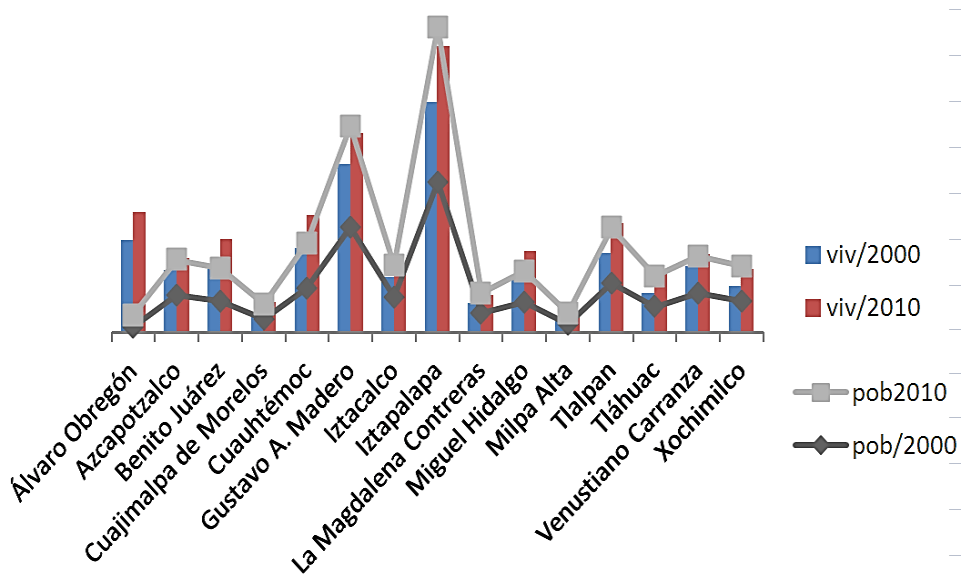 viv/2000
viv/2010
pob2010
pob/2000
Álvaro Obregón
Azcapotzalco
Benito Juárez
Cuajimalpa de Morelos
Cuauhtémoc
Gustavo A. Madero
Iztacalco
Iztapalapa
La Magdalena Contreras
Miguel Hidalgo
Milpa Alta
Tlalpan
Tláhuac
Venustiano Carranza
Xochimilco